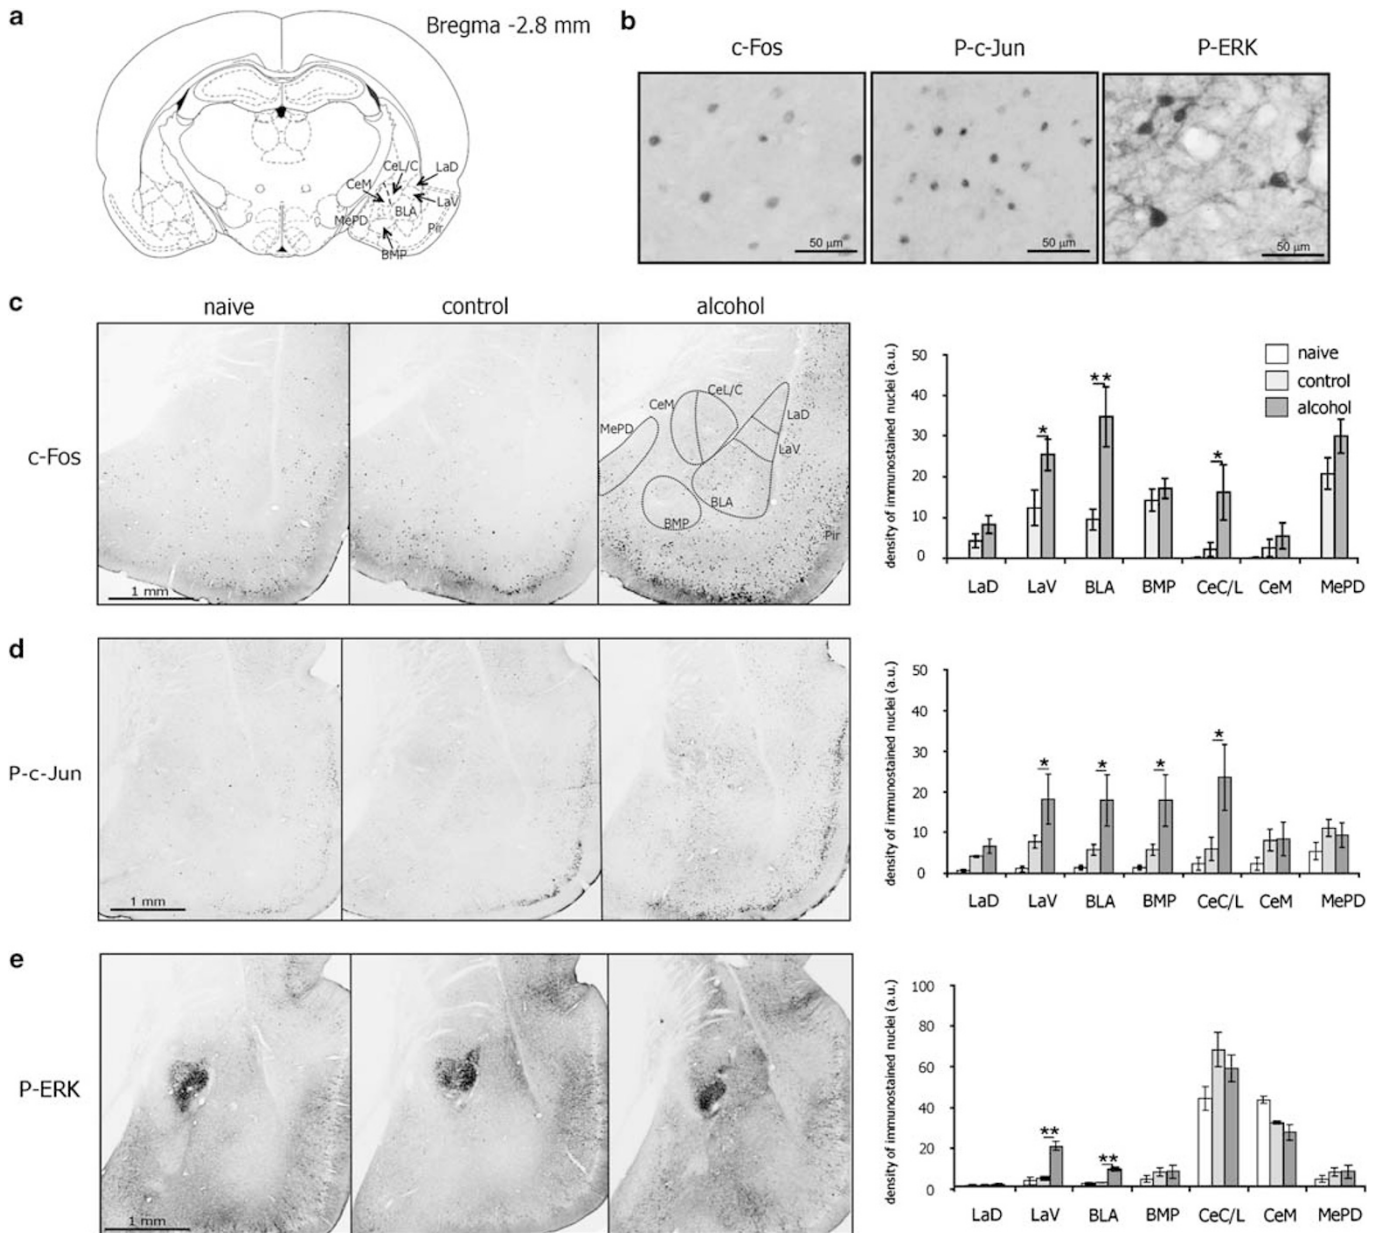 a
Bregma -2.8 mm
CeL/C
LaD
CeM
LaV
MePD
BLA
Pir
BMP
b
c-Fos
P-c-Jun
P-ERK
50 µm
50 µm
50 µm
c
naive
control
alcohol
c-Fos
CeL/C
CeM
LaD
MePD
LaV
BLA
BMP
Pir
1 mm
density of immunostained nuclei (a.u.)
50
40
30
20
10
0
naive
control
alcohol
*
**
*
LaD LaV BLA BMP CeC/L CeM MePD
d
P-c-Jun
1 mm
density of immunostained nuclei (a.u.)
50
40
30
20
10
0
*
*
*
*
LaD LaV BLA BMP CeC/L CeM MePD
e
P-ERK
1 mm
density of immunostained nuclei (a.u.)
100
80
60
40
20
0
**
**
LaD LaV BLA BMP CeC/L CeM MePD